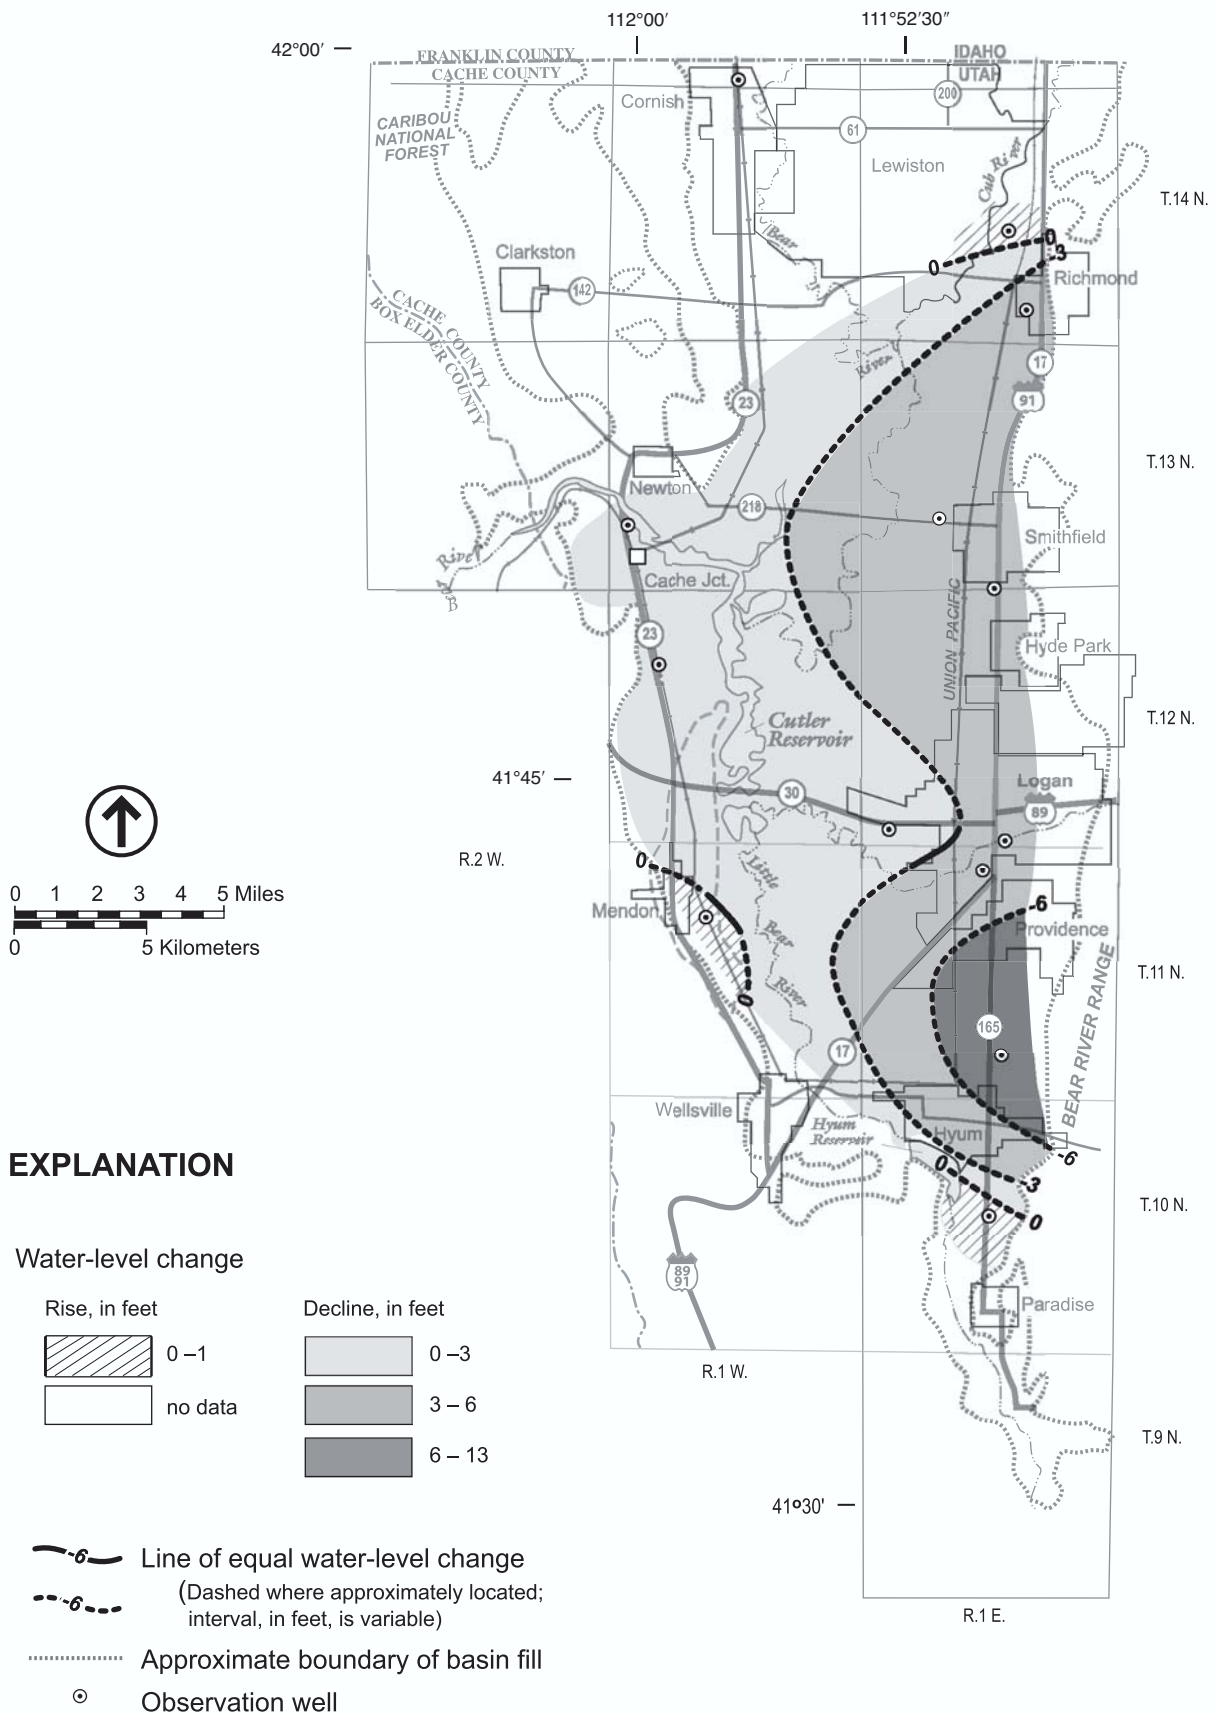 112°00′
111°52′30″
42°00′
FRANKLIN COUNTY
CACHE COUNTY
IDAHO
UTAH
Cornish
200
61
CARIBOU
NATIONAL
FOREST
Lewiston
Cub River
T.14 N.
Bear
0
0
-3
Clarkston
Richmond
142
CACHE COUNTY
BOX ELDER COUNTY
River
17
91
23
T.13 N.
Newton
218
Smithfield
River
Cache Jct.
B
23
UNION PACIFIC
Hyde Park
Cutler
Reservoir
T.12 N.
41°45′
Logan
30
89
R.2 W.
0
Little
0 1 2 3 4 5 Miles
0 5 Kilometers
Mendon
-6
Providence
Bear
River
0
T.11 N.
BEAR RIVER RANGE
165
17
Wellsville
Hyrum
Reservoir
Hyum
-6
0
-3
0
T.10 N.
89
91
Paradise
R.1 W.
T.9 N.
41°30'
R.1 E.
EXPLANATION
Water-level change
Rise, in feet
0 –1
no data
Decline, in feet
0 –3
3 – 6
6 – 13
-6 Line of equal water-level change
-6 (Dashed where approximately located;
interval, in feet, is variable)
Approximate boundary of basin fill
Observation well